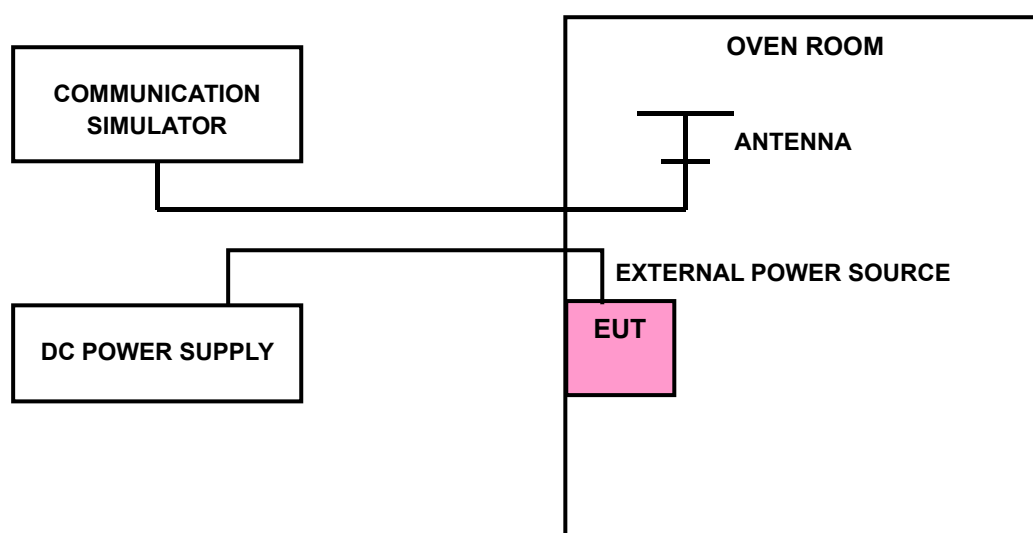 OVEN ROOM
COMMUNICATION
SIMULATOR
ANTENNA
EXTERNAL POWER SOURCE
EUT
DC POWER SUPPLY